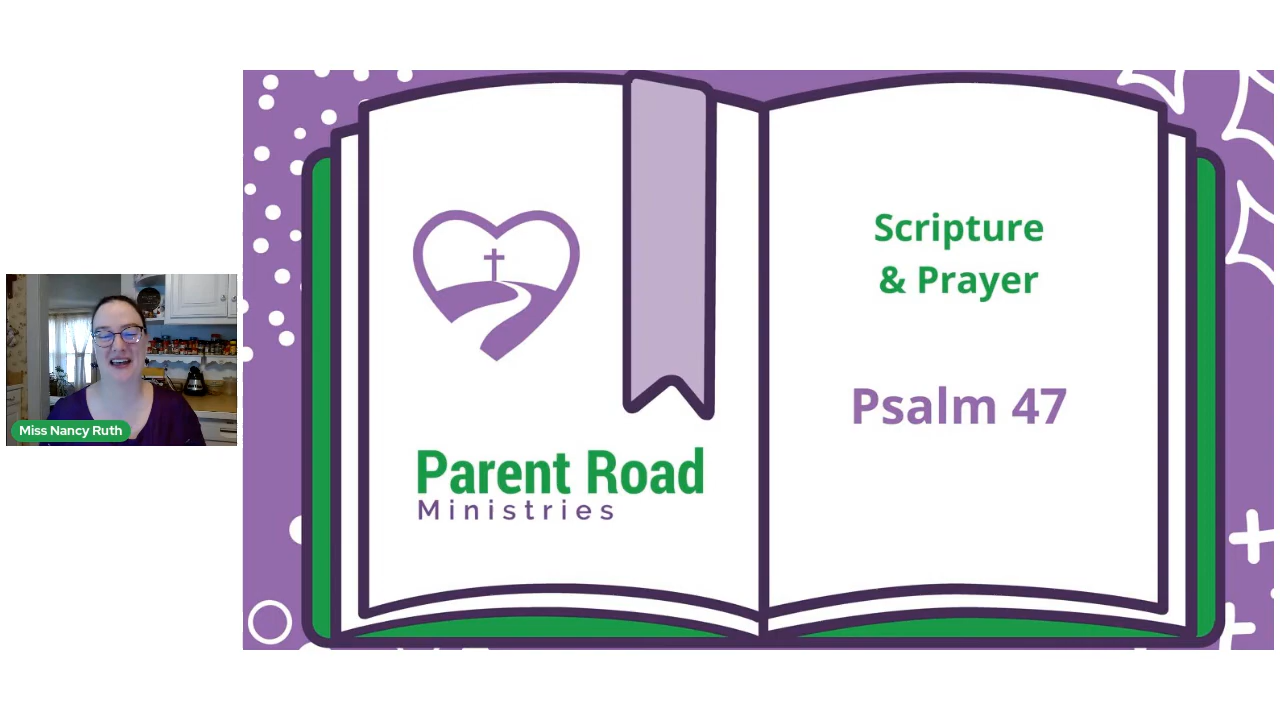 Scripture
& Prayer
Psalm 47
Parent Road
Ministries
Miss Nancy Ruth